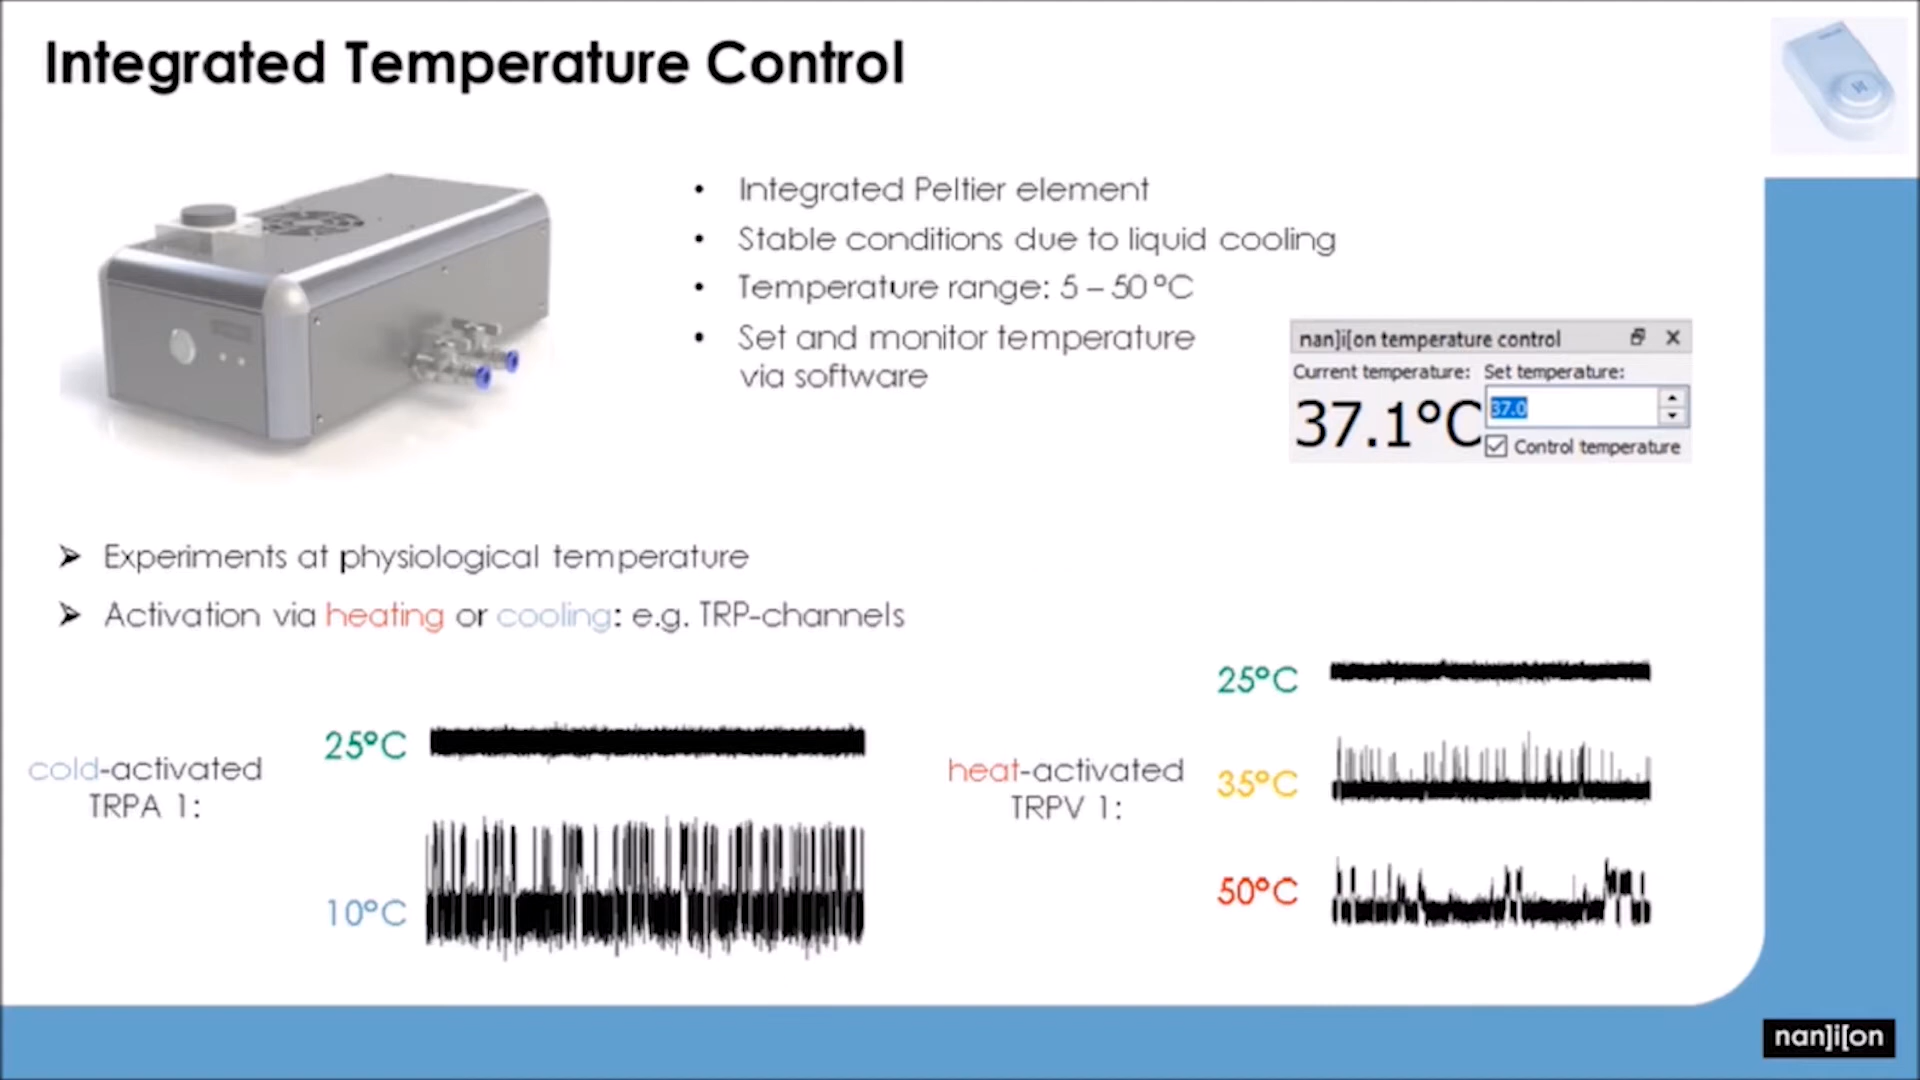 Integrated Temperature Control
• Integrated Peltier element
• Stable conditions due to liquid cooling
• Temperature range: 5 – 50 °C
• Set and monitor temperature
via software
nan]i[on temperature control
Current temperature: Set temperature:
37.1°C
37.0
Control temperature
➤ Experiments at physiological temperature
➤ Activation via heating or cooling: e.g. TRP-channels
cold-activated
TRPA 1:
25°C
10°C
heat-activated
TRPV 1:
25°C
35°C
50°C
nan]i[on